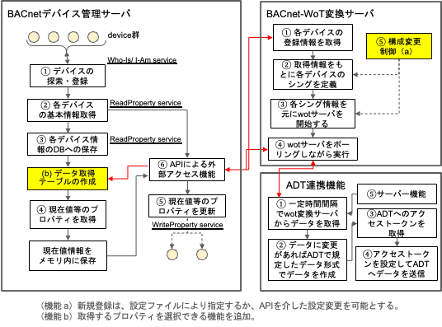 BACnetデバイス管理サーバ
device群
Who-Is/ I-Am service
① デバイスの
探索・登録
② 各デバイス
の基本情報取得
ReadProperty service
③ 各デバイス情
報のDBへの保存
ReadProperty service
(b) データ取得
テーブルの作成
④ 現在値等のプ
ロパティを取得
現在値情報をメ
モリ内に保存
⑥ APIによる外
部アクセス機能
⑤ 現在値等のプ
ロパティを更新
WriteProperty service
BACnet-WoT変換サーバ
① 各デバイスの
登録情報を取得
② 取得情報をも
とに各デバイス
のシングを定義
③ 各シング情報を
元にwotサーバを
開始する
④ wotサーバをポー
リングしながら実行
⑤ 構成変更
制御（a）
ADT連携機能
① 一定時間間隔
でwot変換サーバ
からデータを取得
② データに変更
があればADTで規
定したデータ形式
でデータを作成
⑤サーバー機能
③ADTへのアクセ
ストークンを
取得
④アクセストーク
ンを設定してADT
へデータを送信
（機能 a）新規登録は、設定ファイルにより指定するか、APIを介した設定変更を可能とする。
（機能 b）取得するプロパティを選択できる機能を追加。